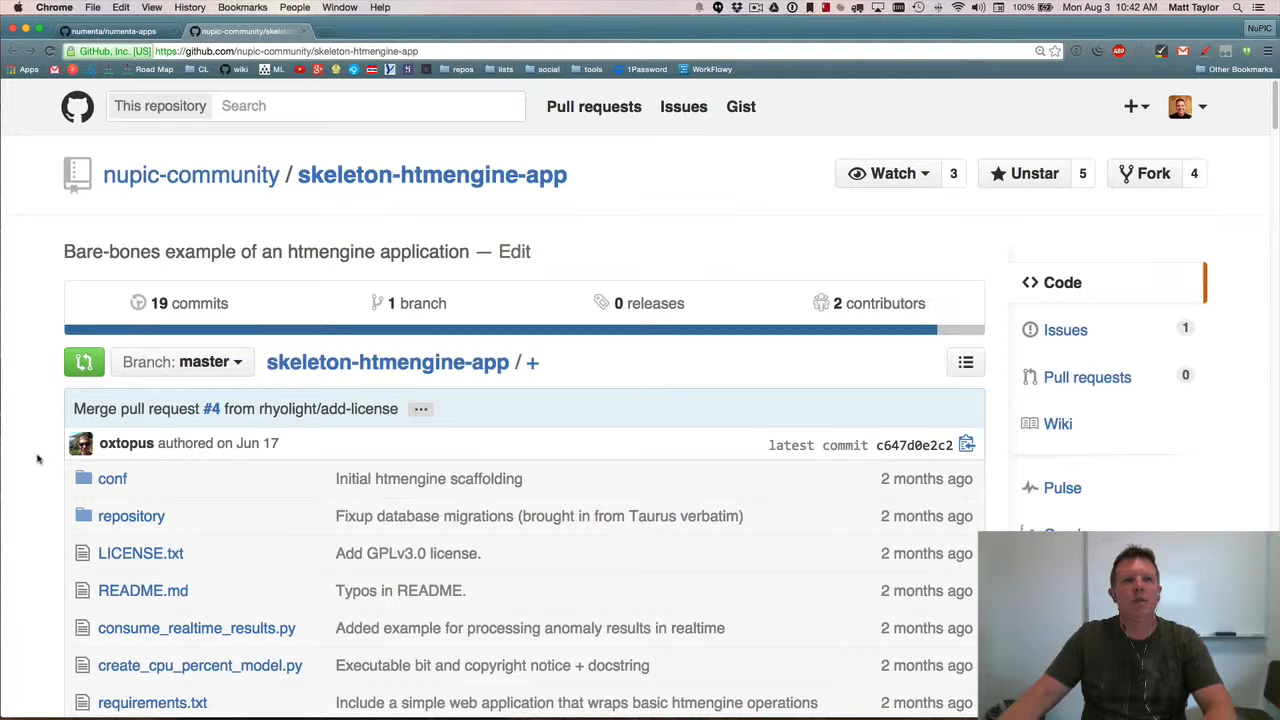 Chrome File Edit View History Bookmarks People Window Help 100% Mon Aug 3 10:42 AM Matt Taylor
numenta/numenta-apps nupic-community/skeleto NuPIC
GitHub, Inc. [US] https://github.com/nupic-community/skeleton-htmengine-app
Apps Road Map CL wiki ML repos lists social tools 1Password WorkFlowy Other Bookmarks
This repository Search Pull requests Issues Gist
nupic-community / skeleton-htmengine-app Watch 3 Unstar 5 Fork 4
Bare-bones example of an htmengine application — Edit
19 commits 1 branch 0 releases 2 contributors
Branch: master skeleton-htmengine-app / +
Merge pull request #4 from rhyolight/add-license ...
oxtopus authored on Jun 17 latest commit c647d0e2c2
conf Initial htmengine scaffolding 2 months ago
repository Fixup database migrations (brought in from Taurus verbatim) 2 months ago
LICENSE.txt Add GPLv3.0 license. 2 months ago
README.md Typos in README. 2 months ago
consume_realtime_results.py Added example for processing anomaly results in realtime 2 months ago
create_cpu_percent_model.py Executable bit and copyright notice + docstring 2 months ago
requirements.txt Include a simple web application that wraps basic htmengine operations 2 months ago
Code
Issues 1
Pull requests 0
Wiki
Pulse